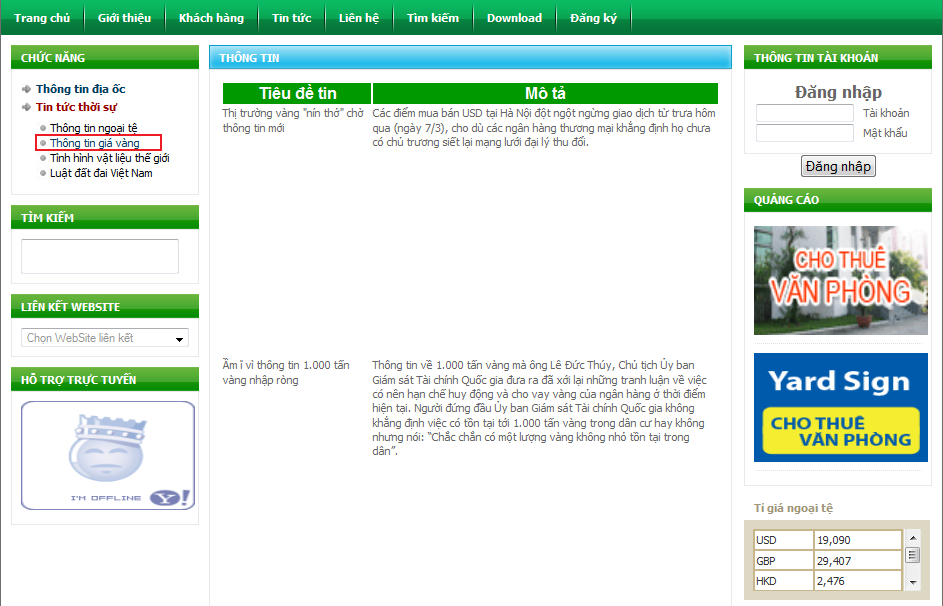 Trang chủ Giới thiệu Khách hàng Tin tức Liên hệ Tìm kiếm Download Đăng ký
CHỨC NĂNG
Thông tin địa ốc
Tin tức thời sự
Thông tin ngoại tệ
Thông tin giá vàng
Tình hình vật liệu thế giới
Luật đất đai Việt Nam
TÌM KIẾM
LIÊN KẾT WEBSITE
Chọn WebSite liên kết
HỖ TRỢ TRỰC TUYẾN
I'M OFFLINE Y!
THÔNG TIN
Tiêu đề tin Mô tả
Thị trường vàng "nín thở" chờ
thông tin mới
Các điểm mua bán USD tại Hà Nội đột ngột ngừng giao dịch từ trưa hôm
qua (ngày 7/3), cho dù các ngân hàng thương mại khẳng định họ chưa
có chủ trương siết lại mạng lưới đại lý thu đổi.
Ầm ĩ vì thông tin 1.000 tấn
vàng nhập ròng
Thông tin về 1.000 tấn vàng mà ông Lê Đức Thúy, Chủ tịch Ủy ban
Giám sát Tài chính Quốc gia đưa ra đã xới lại những tranh luận về việc
có nên hạn chế huy động và cho vay vàng của ngân hàng ở thời điểm
hiện tại. Người đứng đầu Ủy ban Giám sát Tài chính Quốc gia không
khẳng định việc có tồn tại tới 1.000 tấn vàng trong dân cư hay không
nhưng nói: “Chắc chắn có một lượng vàng không nhỏ tồn tại trong
dân”.
THÔNG TIN TÀI KHOẢN
Đăng nhập
Tài khoản
Mật khẩu
Đăng nhập
QUẢNG CÁO
CHO THUÊ
VĂN PHÒNG
Yard Sign
CHO THUÊ
VĂN PHÒNG
Tỉ giá ngoại tệ
USD 19,090
GBP 29,407
HKD 2,476